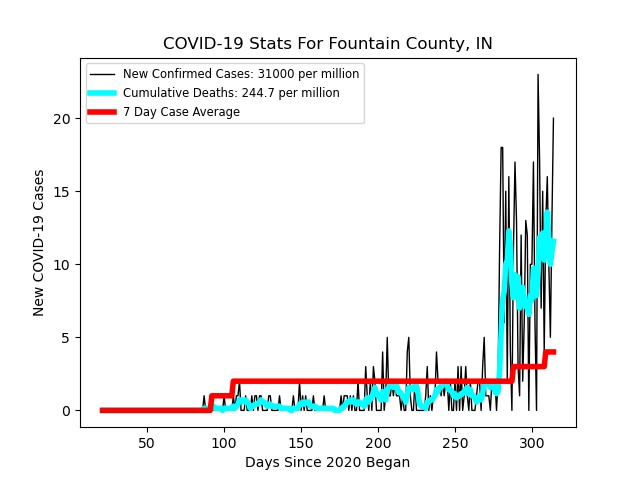 COVID-19 Stats For Fountain County, IN
New Confirmed Cases: 31000 per million
Cumulative Deaths: 244.7 per million
7 Day Case Average
New COVID-19 Cases
20
15
10
5
0
50 100 150 200 250 300
Days Since 2020 Began